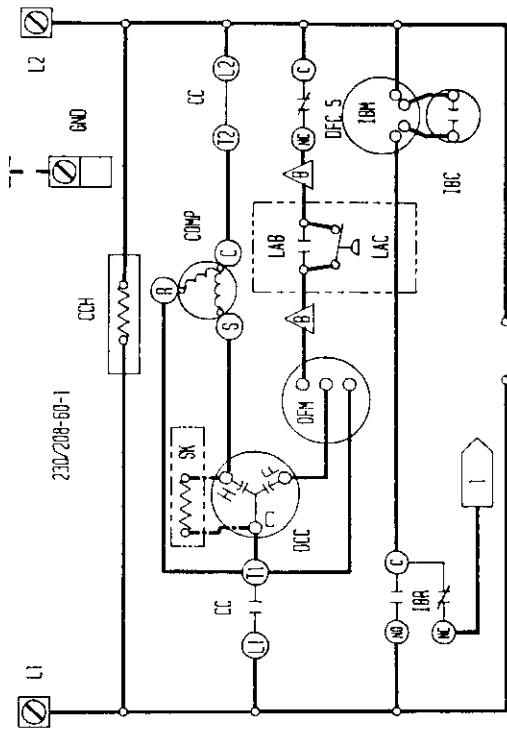 L1
L2
GND
230/208-60-1
CCH
SK
COMP
R
S
C
CC
L1
T1
C
H
F
DCC
T2
L2
CC
OFM
B
LAB
LAC
B
NC
C
DFC 5
NO
C
NC
IBR
1
IBM
IBC